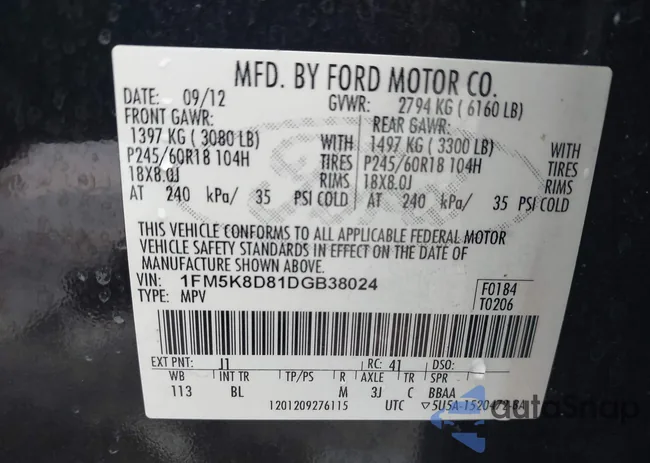 MFD. BY FORD MOTOR CO.
DATE: 09/12 GVWR: 2794 KG ( 6160 LB)
FRONT GAWR: REAR GAWR:
1397 KG ( 3080 LB) WITH 1497 KG ( 3300 LB) WITH
P245/60R18 104H TIRES P245/60R18 104H TIRES
18X8.0J RIMS 18X8.0J RIMS
AT 240 kPa/ 35 PSI COLD AT 240 kPa/ 35 PSI COLD
THIS VEHICLE CONFORMS TO ALL APPLICABLE FEDERAL MOTOR
VEHICLE SAFETY STANDARDS IN EFFECT ON THE DATE OF
MANUFACTURE SHOWN ABOVE.
VIN: 1FM5K8D81DGB38024 F0184
TYPE: MPV T0206
EXT PNT: J1 RC: 41 DSO:
WB INT TR TP/PS R AXLE TR SPR
113 BL M 3J C BBAA
1201209276115 UTC ▽5U5A-1520472-BA
AutoSnap